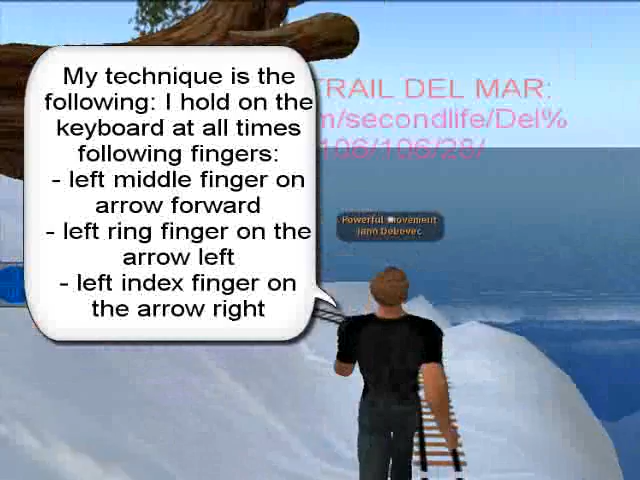 My technique is the
following: I hold on the
keyboard at all times
following fingers:
- left middle finger on
arrow forward
- left ring finger on the
arrow left
- left index finger on
the arrow right
TRAIL DEL MAR:
m/secondlife/Del%
106/106/28/
Powerful Movement
Jann Debevec